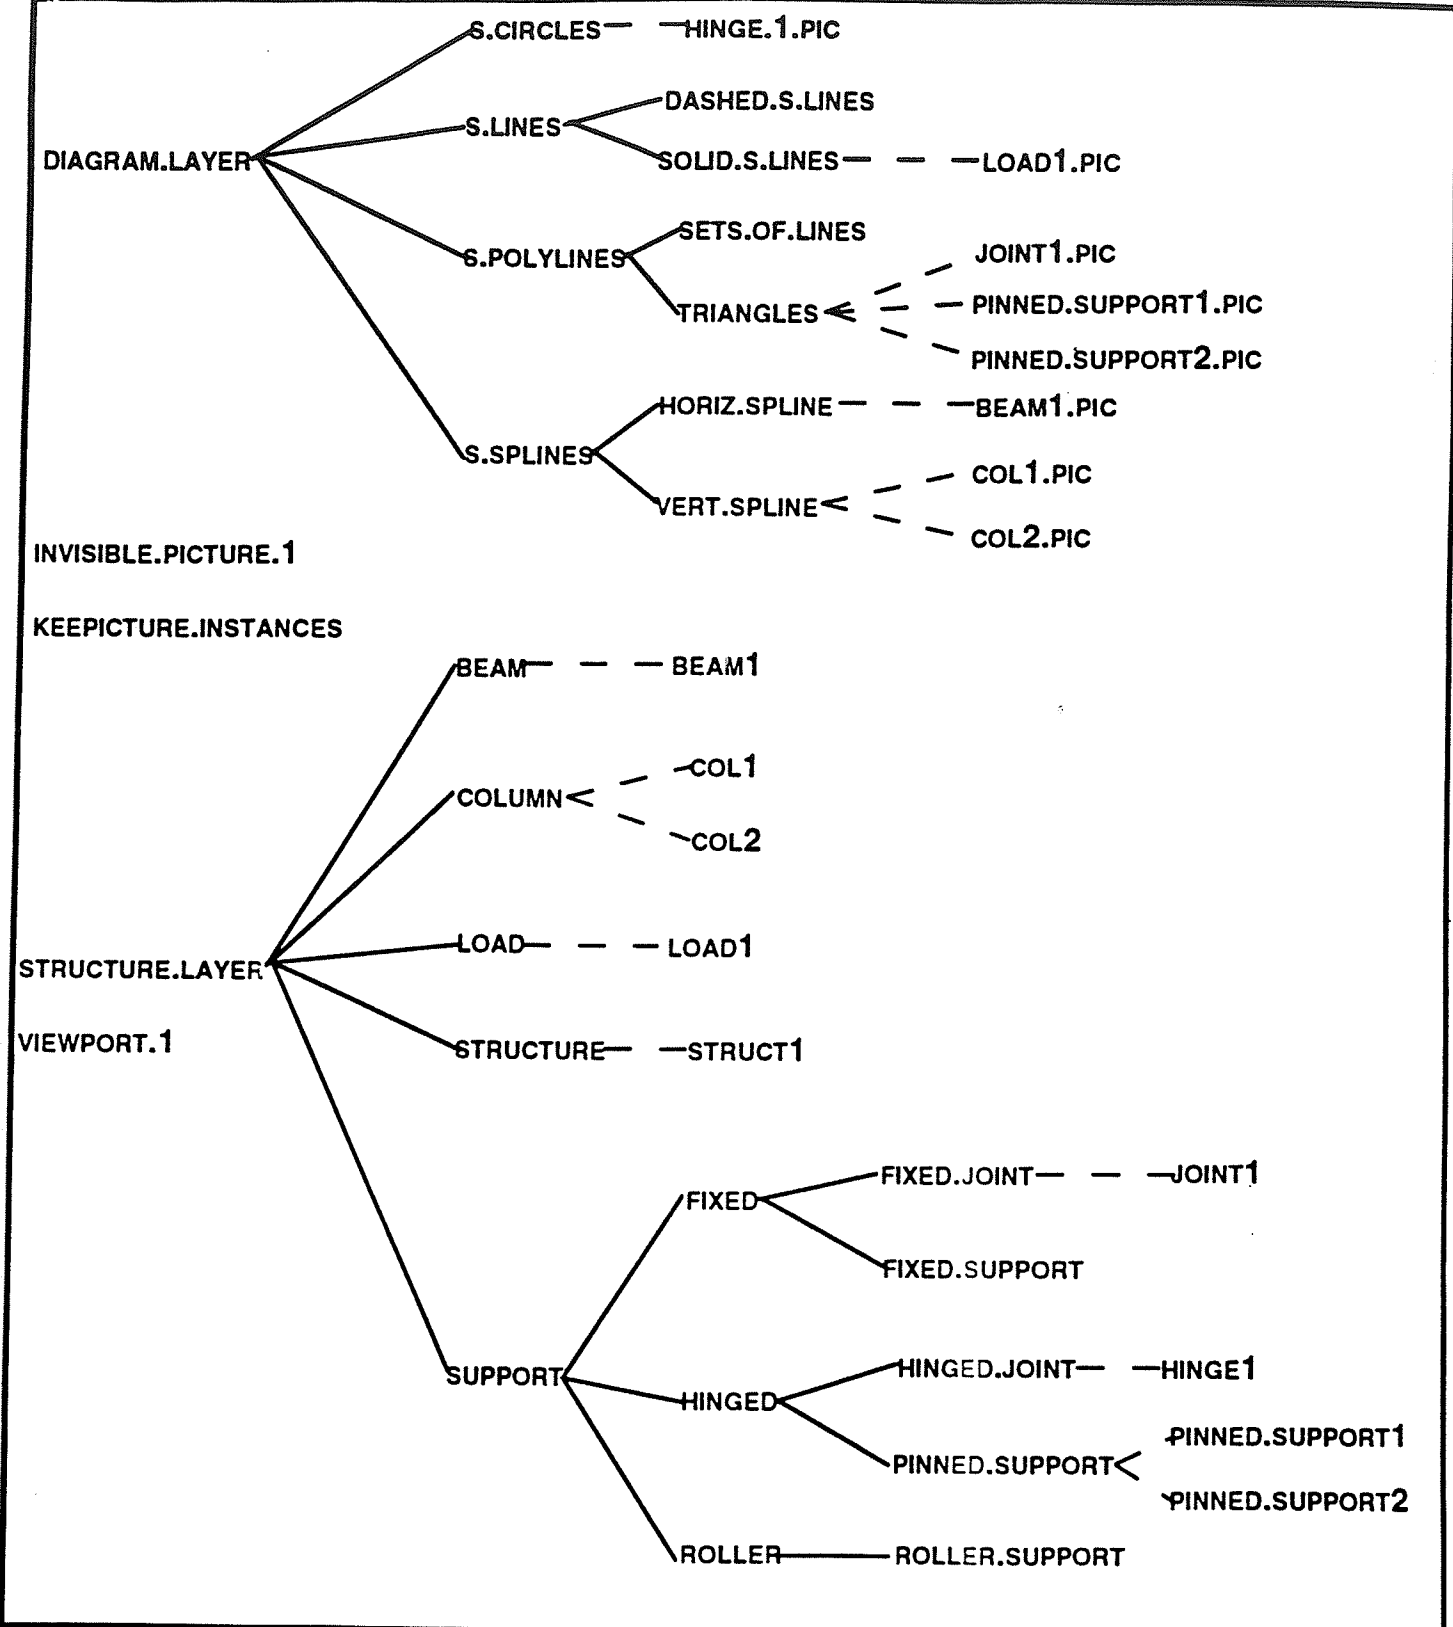 S.CIRCLES HINGE.1.PIC
DASHED.S.LINES
S.LINES
DIAGRAM.LAYER SOLID.S.LINES LOAD1.PIC
SETS.OF.LINES
S.POLYLINES JOINT1.PIC
TRIANGLES PINNED.SUPPORT1.PIC
PINNED.SUPPORT2.PIC
HORIZ.SPLINE BEAM1.PIC
S.SPLINES
COL1.PIC
VERT.SPLINE
COL2.PIC
INVISIBLE.PICTURE.1
KEEPICTURE.INSTANCES
BEAM BEAM1
COL1
COLUMN
COL2
LOAD LOAD1
STRUCTURE.LAYER
VIEWPORT.1
STRUCTURE STRUCT1
FIXED.JOINT JOINT1
FIXED
FIXED.SUPPORT
SUPPORT
HINGED.JOINT HINGE1
HINGED
PINNED.SUPPORT1
PINNED.SUPPORT
PINNED.SUPPORT2
ROLLER ROLLER.SUPPORT